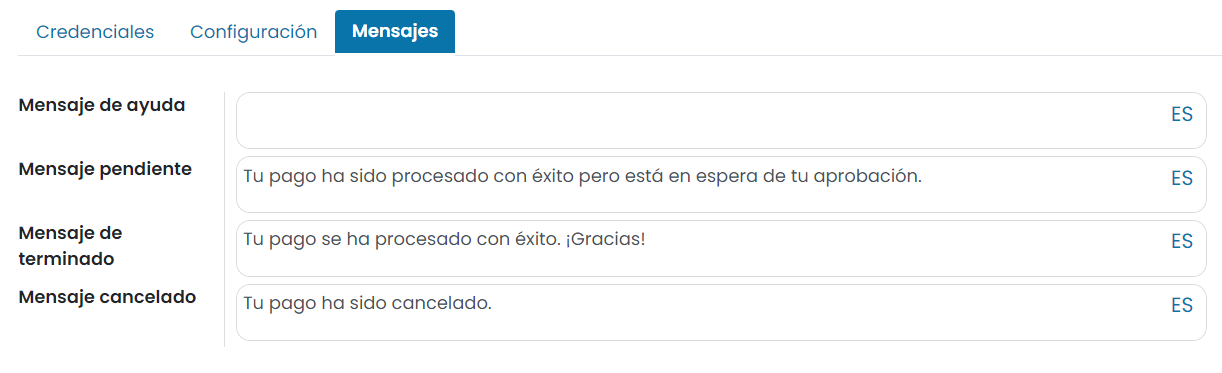 Credenciales Configuración Mensajes
Mensaje de ayuda ES
Mensaje pendiente Tu pago ha sido procesado con éxito pero está en espera de tu aprobación. ES
Mensaje de
terminado Tu pago se ha procesado con éxito. ¡Gracias! ES
Mensaje cancelado Tu pago ha sido cancelado. ES